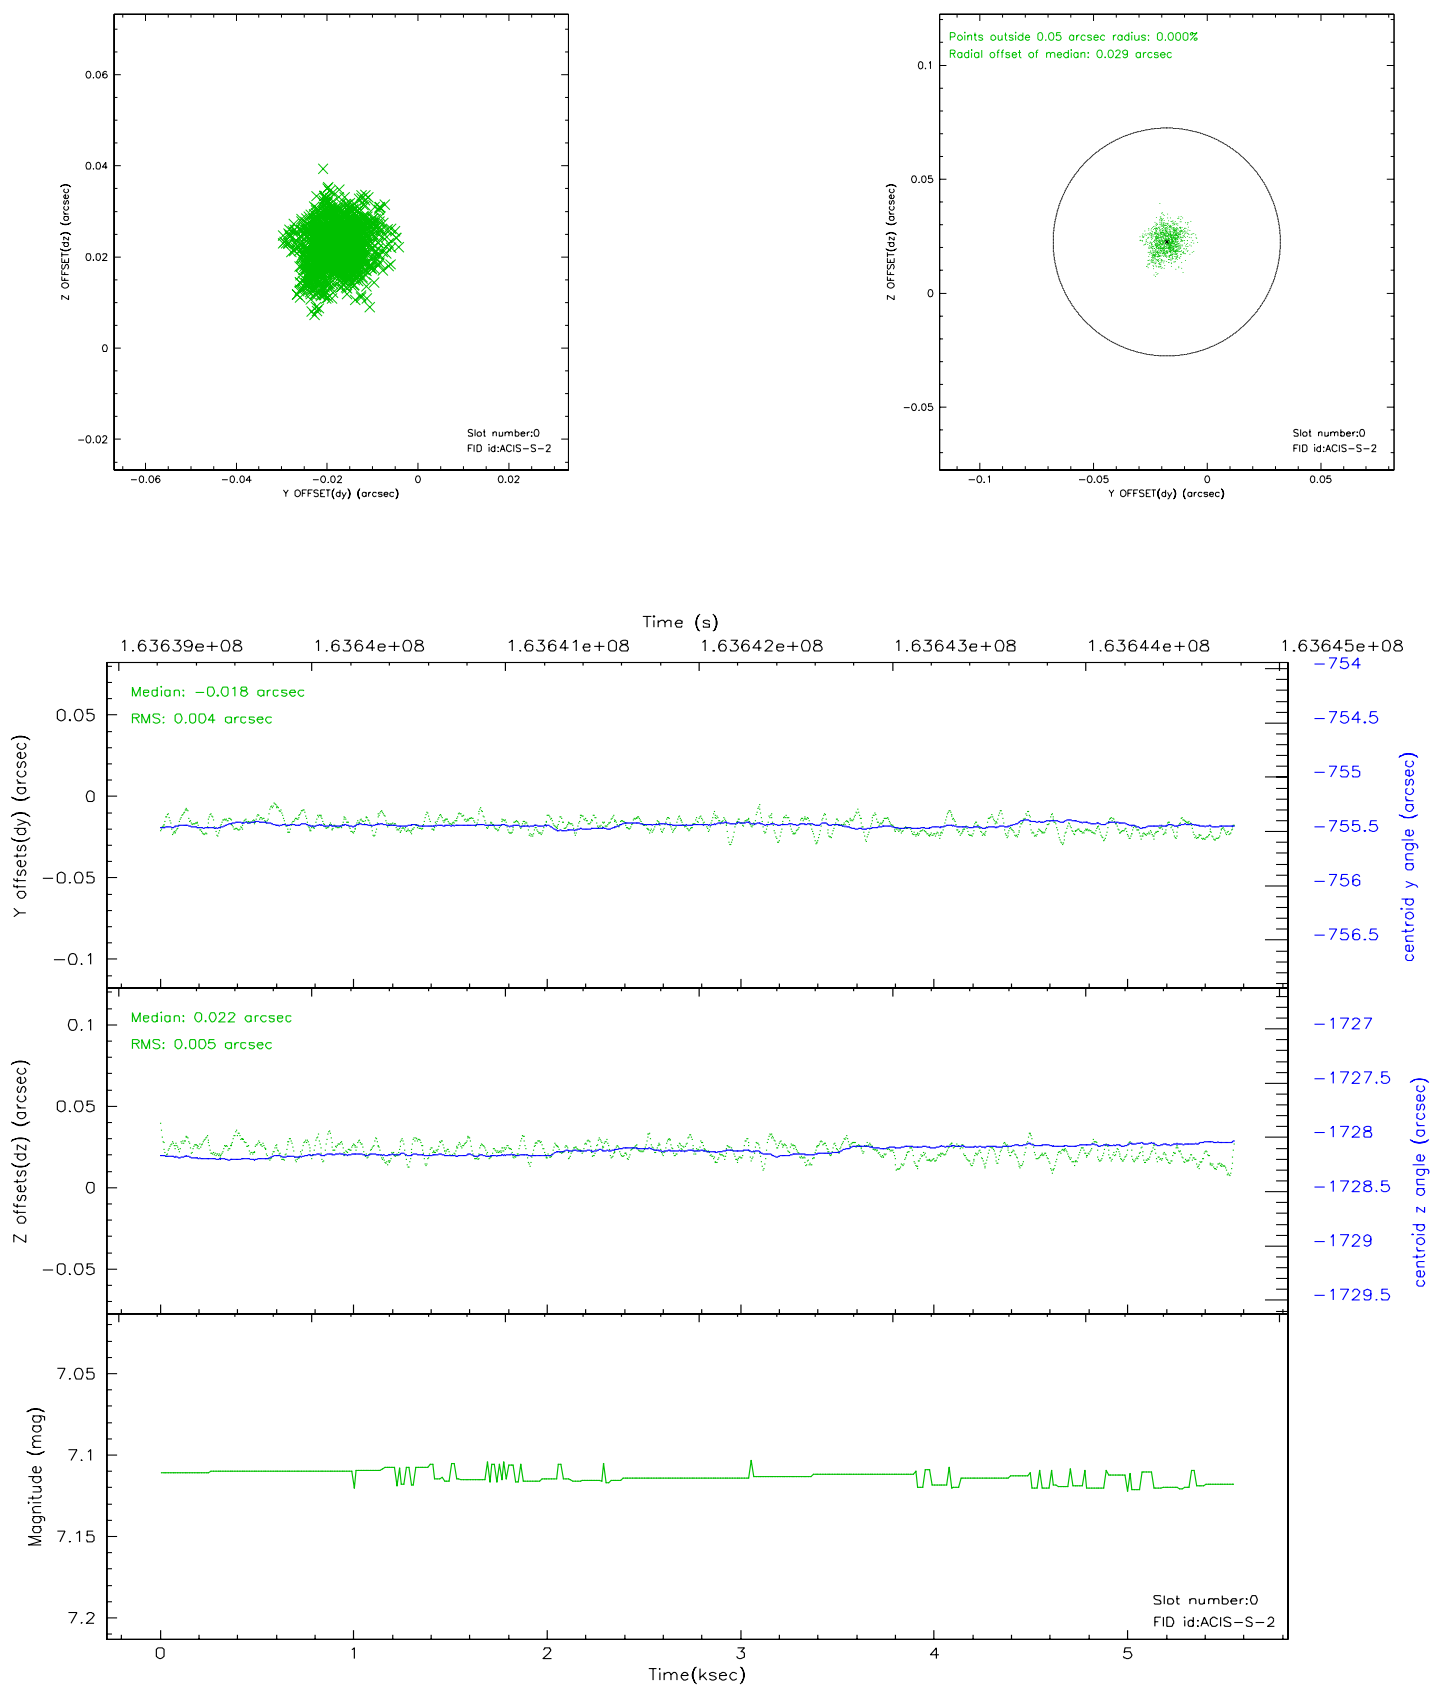 0.06
0.04
0.02
0
−0.02
Z OFFSET(dz) (arcsec)
Slot number:0
FID id:ACIS−S−2
−0.06
−0.04
−0.02
0
0.02
Y OFFSET(dy) (arcsec)
Points outside 0.05 arcsec radius: 0.000%
Radial offset of median: 0.029 arcsec
0.1
0.05
0
−0.05
Z OFFSET(dz) (arcsec)
Slot number:0
FID id:ACIS−S−2
−0.1
−0.05
0
0.05
Y OFFSET(dy) (arcsec)
Time (s)
1.63639e+08
1.6364e+08
1.63641e+08
1.63642e+08
1.63643e+08
1.63644e+08
1.63645e+08
Median: −0.018 arcsec
RMS: 0.004 arcsec
0.05
0
−0.05
−0.1
Y offsets(dy) (arcsec)
−754
−754.5
−755
−755.5
−756
−756.5
centroid y angle (arcsec)
Median: 0.022 arcsec
RMS: 0.005 arcsec
0.1
0.05
0
−0.05
Z offsets(dz) (arcsec)
−1727
−1727.5
−1728
−1728.5
−1729
−1729.5
centroid z angle (arcsec)
7.05
7.1
7.15
7.2
Magnitude (mag)
Slot number:0
FID id:ACIS−S−2
0
1
2
3
4
5
Time(ksec)